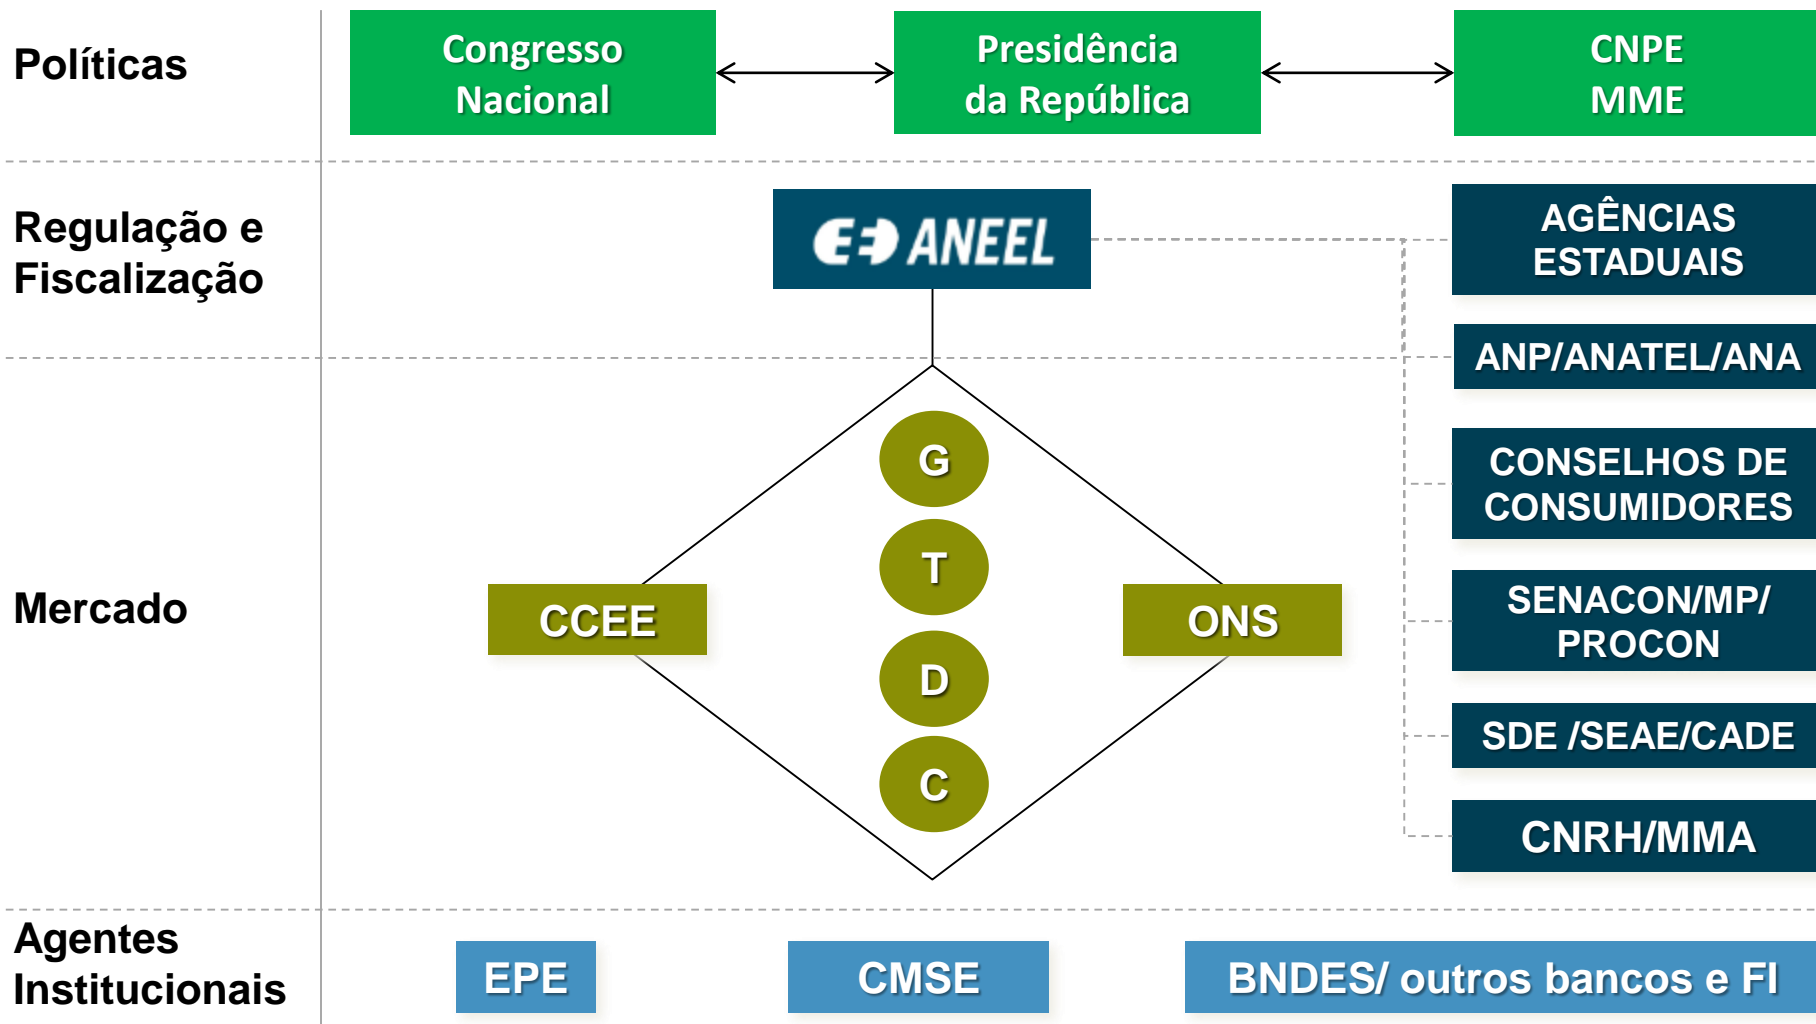 Políticas
Congresso
Nacional
Presidência
da República
CNPE
MME
Regulação e
Fiscalização
ANEEL
AGÊNCIAS
ESTADUAIS
ANP/ANATEL/ANA
CONSELHOS DE
CONSUMIDORES
SENACON/MP/
PROCON
SDE /SEAE/CADE
CNRH/MMA
Mercado
G
T
CCEE
ONS
D
C
Agentes
Institucionais
EPE
CMSE
BNDES/ outros bancos e FI